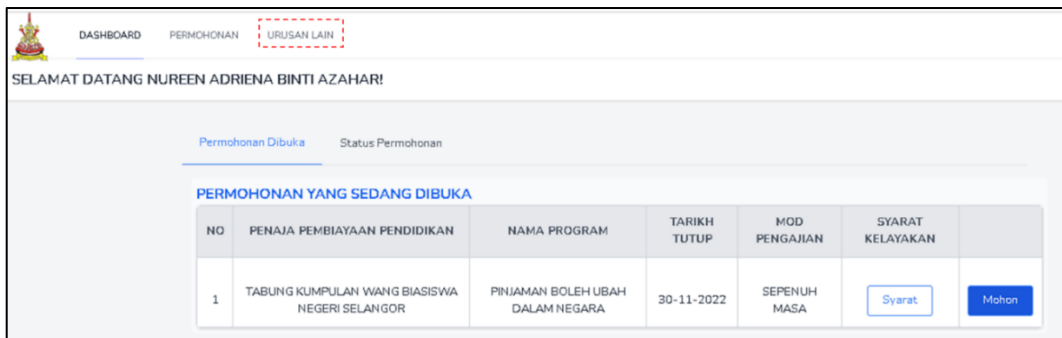 DASHBOARD PERMOHONAN URUSAN LAIN
SELAMAT DATANG NUREEN ADRIENA BINTI AZAHAR!
Permohonan Dibuka Status Permohonan
PERMOHONAN YANG SEDANG DIBUKA
NO PENAJA PEMBIAYAAN PENDIDIKAN NAMA PROGRAM TARIKH TUTUP MOD PENGAJIAN SYARAT KELAYAKAN
1 TABUNG KUMPULAN WANG BIASISWA NEGERI SELANGOR PINJAMAN BOLEH UBAH DALAM NEGARA 30-11-2022 SEPENUH MASA Syarat Mohon